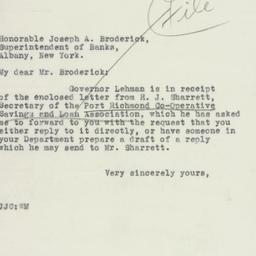 File
Honorable Joseph A. Broderick,
Superintendent of Banks,
Albany, New York.
My dear Mr. Broderick:
Governor Lehman is in receipt
of the enclosed letter from H. J. Sharrett,
Secretary of the Port Richmond Co-Operative
Savings and Loan Association, which he has asked
me to forward to you with the request that you
either reply to it directly, or have someone in
your Department prepare a draft of a reply
which he may send to Mr. Sharrett.
Very sincerely yours,
JJC:WM